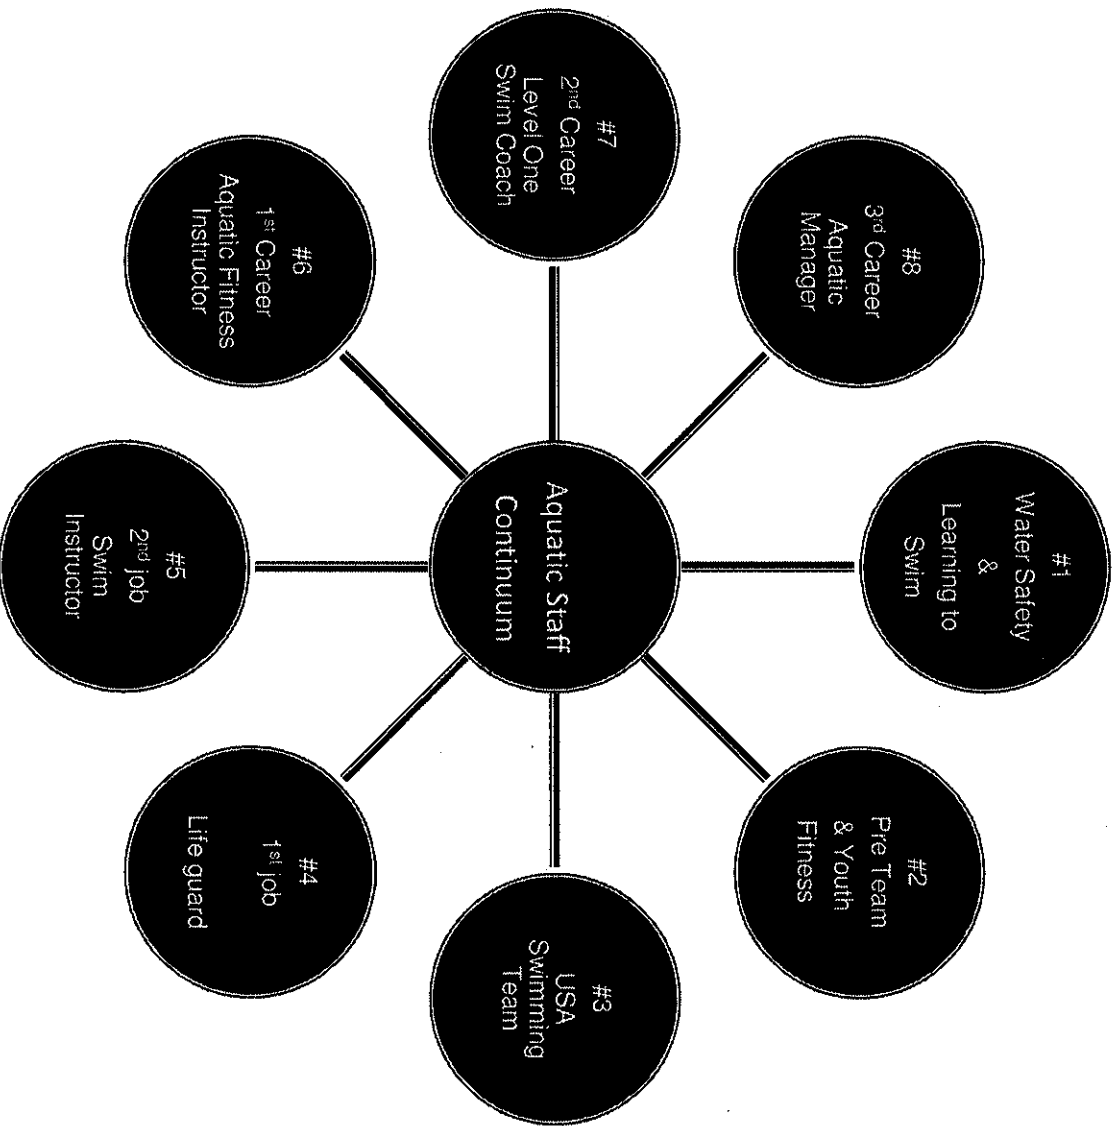 Aquatic Staff
Continuum
#1
Water Safety
&
Learning to
Swim
#2
Pre Team
& Youth
Fitness
#3
USA
Swimming
Team
#4
1st job
Life guard
#5
2nd job
Swim
Instructor
#6
1st Career
Aquatic Fitness
Instructor
#7
2nd Career
Level One
Swim Coach
#8
3rd Career
Aquatic
Manager